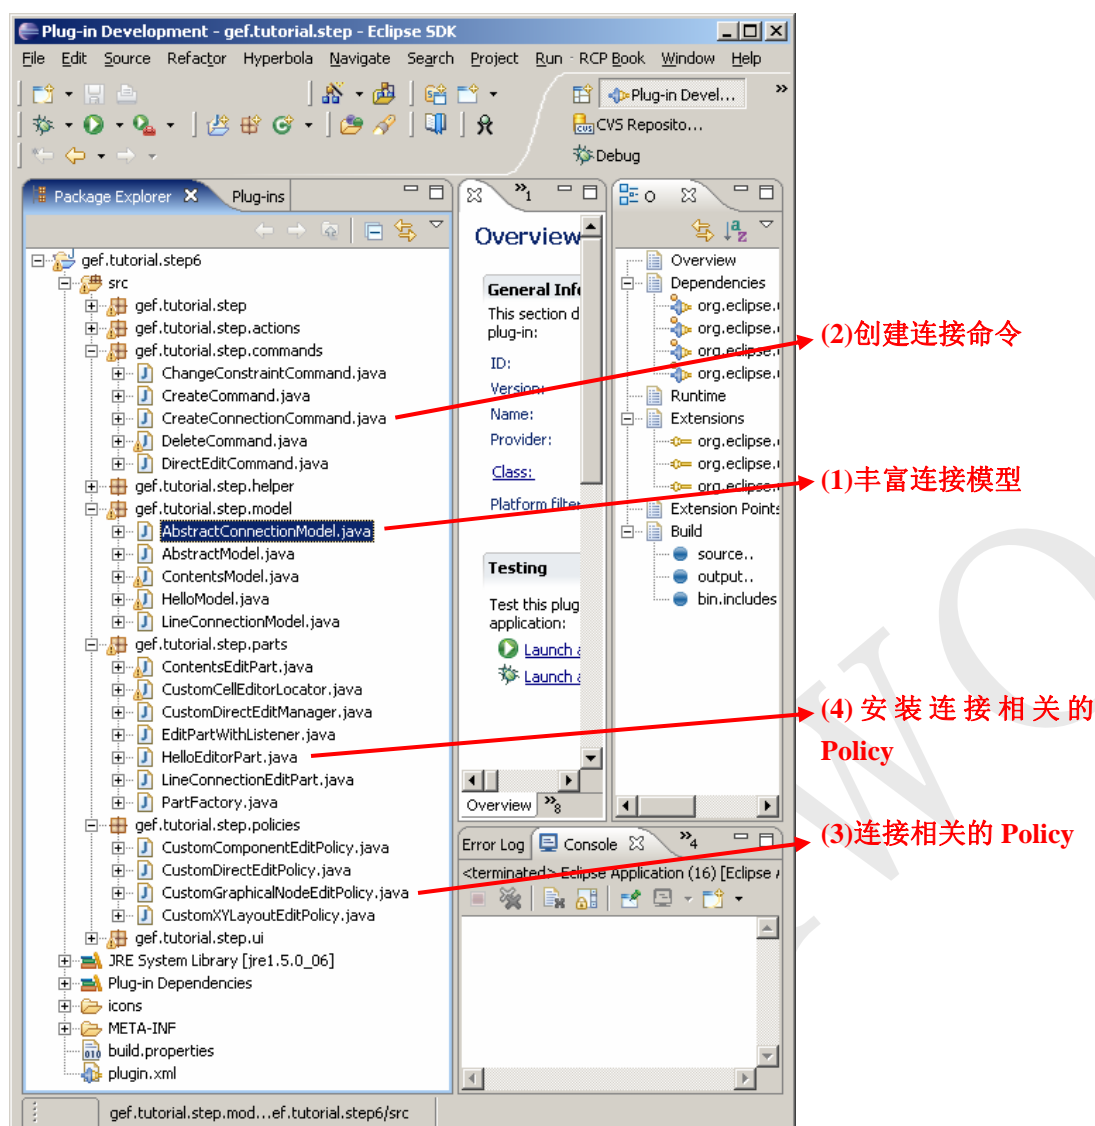 Plug-in Development - gef.tutorial.step - Eclipse SDK
File Edit Source Refactor Hyperbola Navigate Search Project Run RCP Book Window Help
Plug-in Devel...
CVS Reposito...
Debug
Package Explorer Plug-ins
gef.tutorial.step6
src
gef.tutorial.step
gef.tutorial.step.actions
gef.tutorial.step.commands
ChangeConstraintCommand.java
CreateCommand.java
CreateConnectionCommand.java
DeleteCommand.java
DirectEditCommand.java
gef.tutorial.step.helper
gef.tutorial.step.model
AbstractConnectionModel.java
AbstractModel.java
ContentsModel.java
HelloModel.java
LineConnectionModel.java
gef.tutorial.step.parts
ContentsEditPart.java
CustomCellEditorLocator.java
CustomDirectEditManager.java
EditPartWithListener.java
HelloEditorPart.java
LineConnectionEditPart.java
PartFactory.java
gef.tutorial.step.policies
CustomComponentEditPolicy.java
CustomDirectEditPolicy.java
CustomGraphicalNodeEditPolicy.java
CustomXYLayoutEditPolicy.java
gef.tutorial.step.ui
JRE System Library [jre1.5.0_06]
Plug-in Dependencies
icons
META-INF
build.properties
plugin.xml
gef.tutorial.step.mod...ef.tutorial.step6/src
1
Overview
General Info
This section d
plug-in:
ID:
Version:
Name:
Provider:
Class:
Platform filter
Testing
Test this plug
application:
Launch a
Launch a
Overview 8
O
Overview
Dependencies
org.eclipse.
org.eclipse.
org.eclipse.
org.eclipse.
Runtime
Extensions
org.eclipse.
org.eclipse.
org.eclipse.
Extension Points
Build
source..
output..
bin.includes
Error Log Console 4
<terminated> Eclipse Application (16) [Eclipse
(2)创建连接命令
(1)丰富连接模型
(4) 安装连接相关的
Policy
(3)连接相关的 Policy